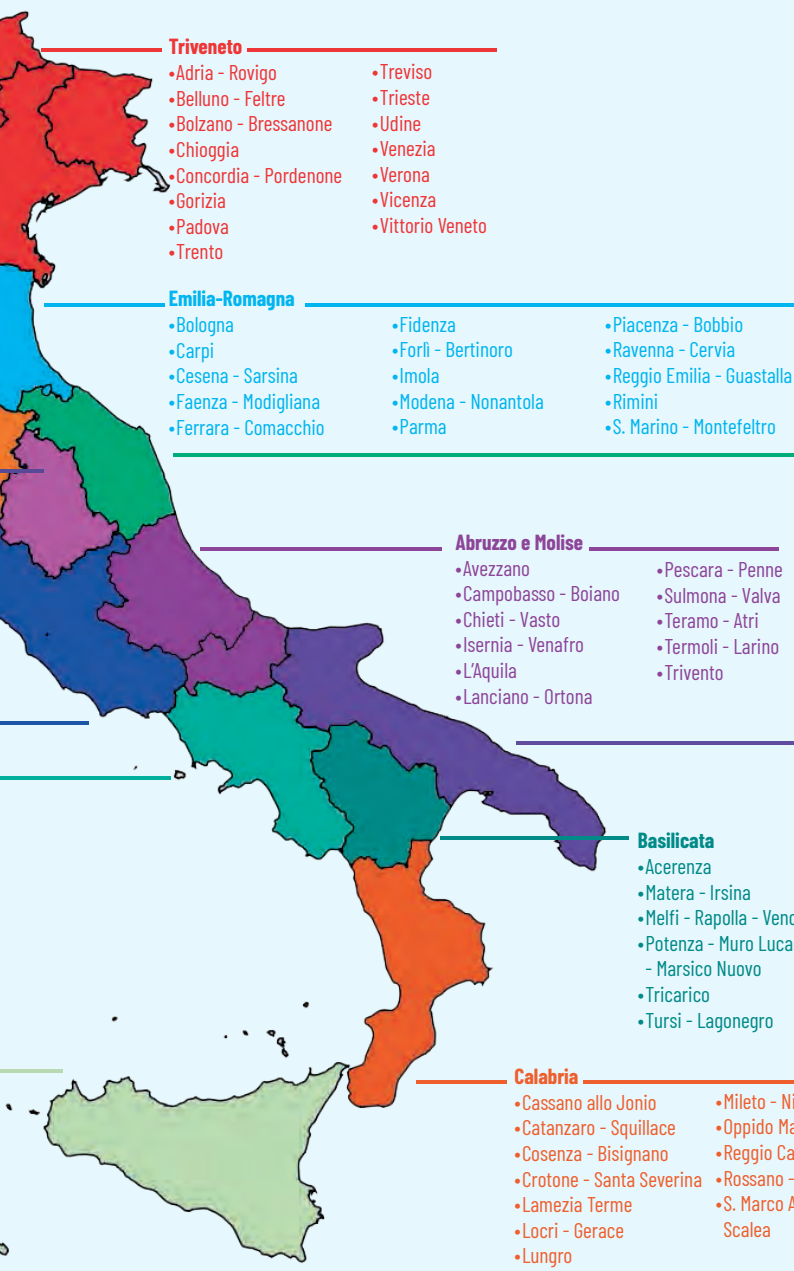 Triveneto
•Adria - Rovigo
•Belluno - Feltre
•Bolzano - Bressanone
•Chioggia
•Concordia - Pordenone
•Gorizia
•Padova
•Trento
•Treviso
•Trieste
•Udine
•Venezia
•Verona
•Vicenza
•Vittorio Veneto
Emilia-Romagna
•Bologna
•Carpi
•Cesena - Sarsina
•Faenza - Modigliana
•Ferrara - Comacchio
•Fidenza
•Forlì - Bertinoro
•Imola
•Modena - Nonantola
•Parma
•Piacenza - Bobbio
•Ravenna - Cervia
•Reggio Emilia - Guastalla
•Rimini
•S. Marino - Montefeltro
Abruzzo e Molise
•Avezzano
•Campobasso - Boiano
•Chieti - Vasto
•Isernia - Venafro
•L'Aquila
•Lanciano - Ortona
•Pescara - Penne
•Sulmona - Valva
•Teramo - Atri
•Termoli - Larino
•Trivento
Basilicata
•Acerenza
•Matera - Irsina
•Melfi - Rapolla -
•Potenza - Muro
- Marsico Nuovo
•Tricarico
•Tursi - Lagonegro
Calabria
•Cassano allo Jonio
•Catanzaro - Squillace
•Cosenza - Bisignano
•Crotone - Santa Severina
•Lamezia Terme
•Locri - Gerace
•Lungro
•Mileto -
•Oppido
•Reggio
•Rossano -
•S. Marco
Scalea